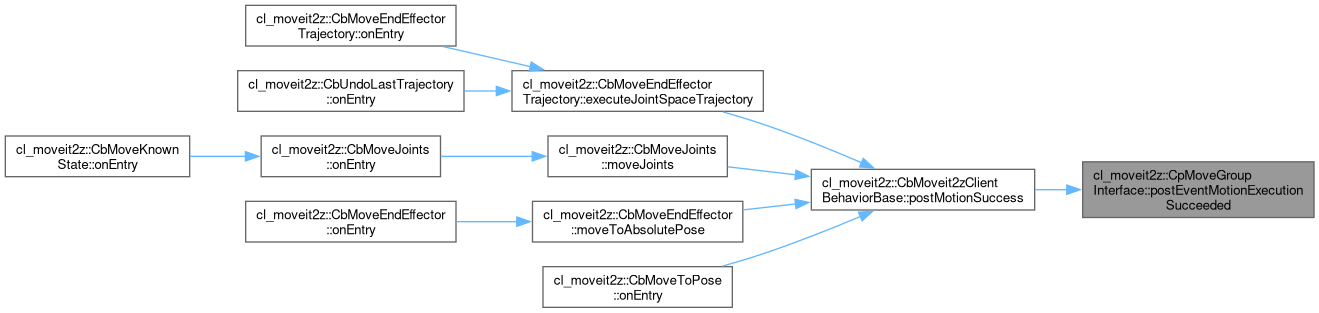 cl_moveit2z::CbMoveEndEffector
Trajectory::onEntry
cl_moveit2z::CbUndoLastTrajectory
::onEntry
cl_moveit2z::CbMoveEndEffector
Trajectory::executeJointSpaceTrajectory
cl_moveit2z::CbMoveKnown
State::onEntry
cl_moveit2z::CbMoveJoints
::onEntry
cl_moveit2z::CbMoveJoints
::moveJoints
cl_moveit2z::CbMoveit2zClient
BehaviorBase::postMotionSuccess
cl_moveit2z::CpMoveGroup
Interface::postEventMotionExecution
Succeeded
cl_moveit2z::CbMoveEndEffector
::onEntry
cl_moveit2z::CbMoveEndEffector
::moveToAbsolutePose
cl_moveit2z::CbMoveToPose
::onEntry